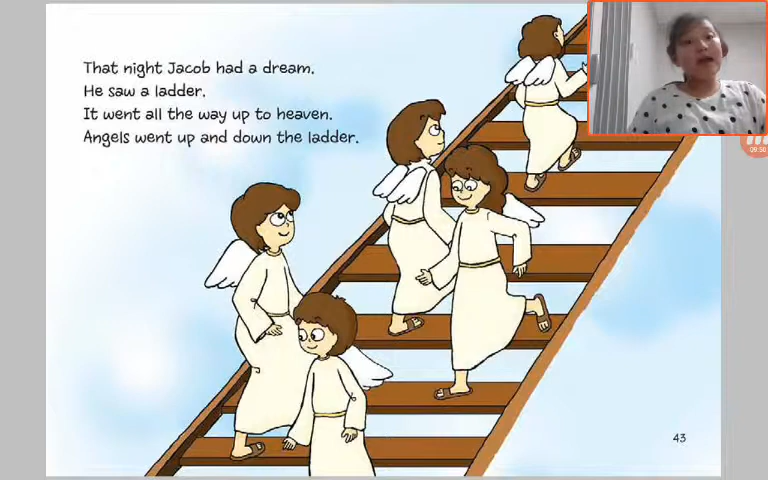 That night Jacob had a dream.
He saw a ladder.
It went all the way up to heaven.
Angels went up and down the ladder.
43